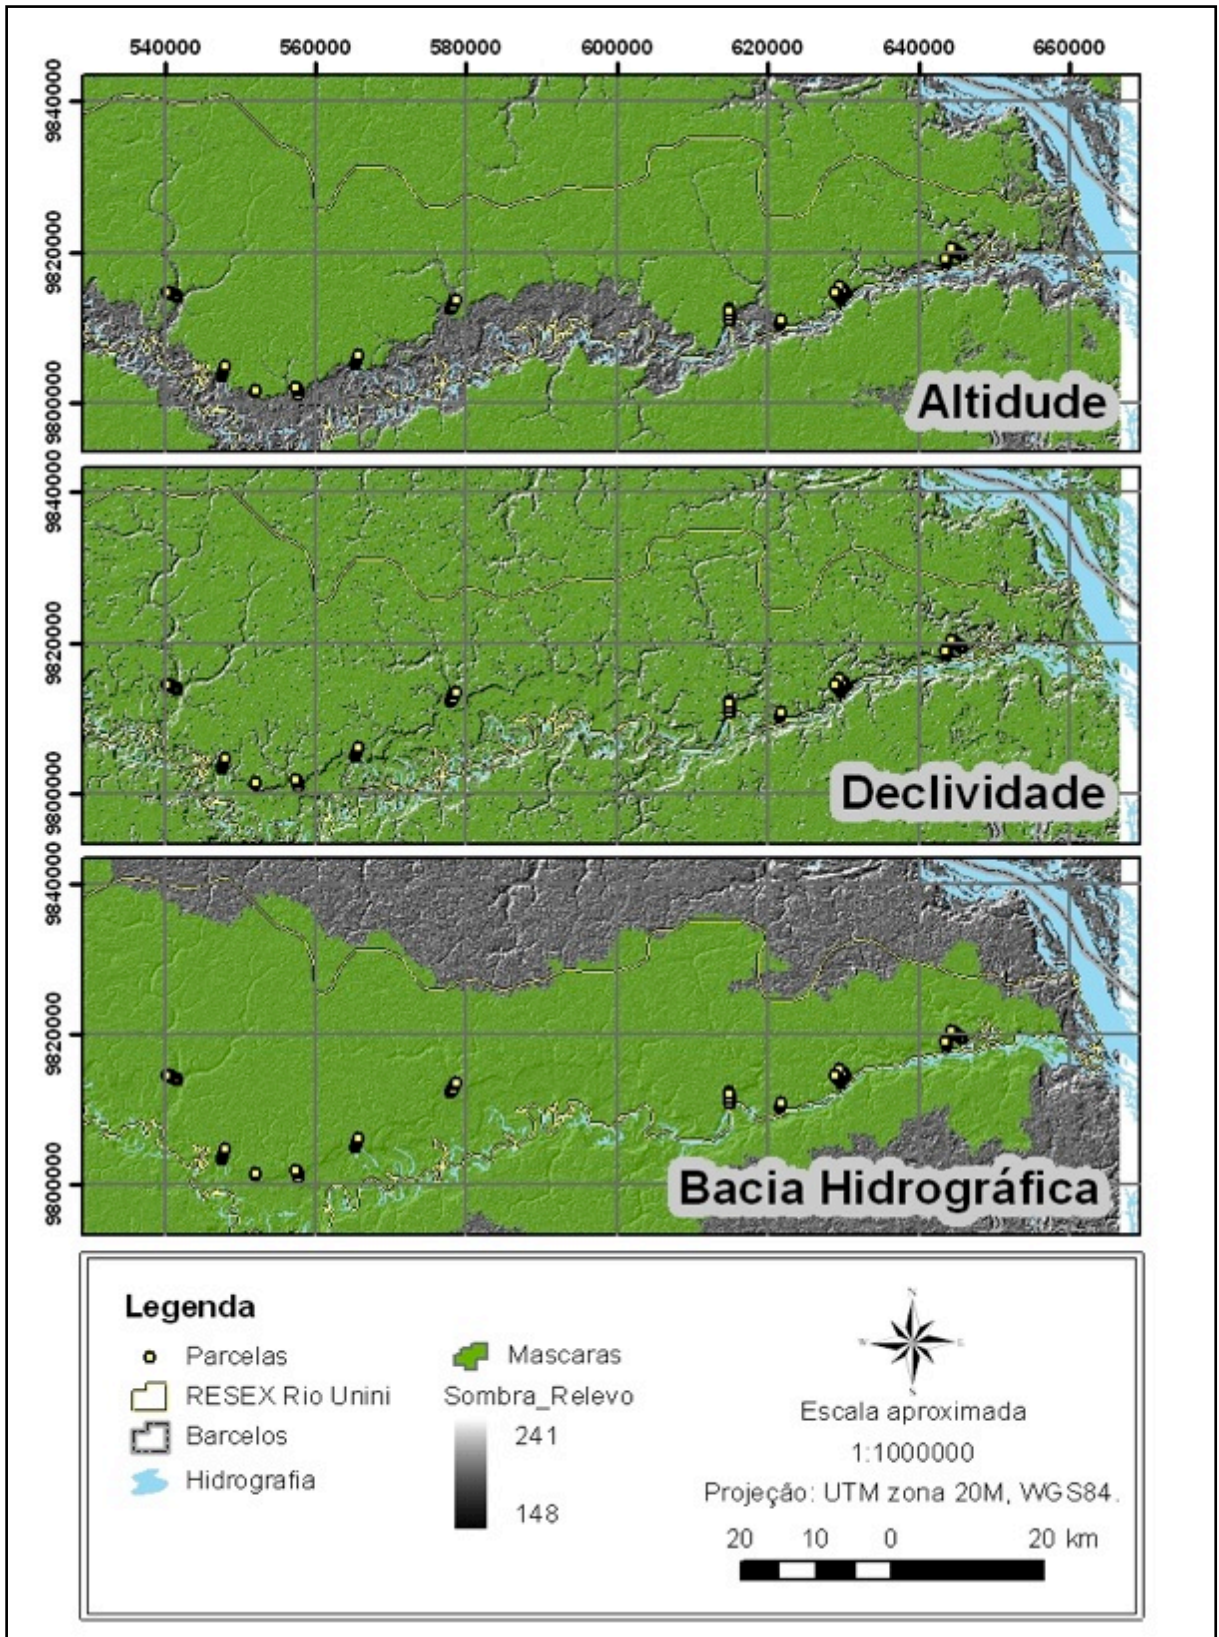 540000 560000 580000 600000 620000 640000 660000
9840000
9820000
9800000
Altidude
9840000
9820000
9800000
Declividade
9840000
9820000
9800000
Bacia Hidrográfica
Legenda
Parcelas
RESEX Rio Unini
Barcelos
Hidrografia
Mascaras
Sombra_Relevo
241
148
N
W E
S
Escala aproximada
1:1000000
Projeção: UTM zona 20M, WGS84.
20 10 0 20 km